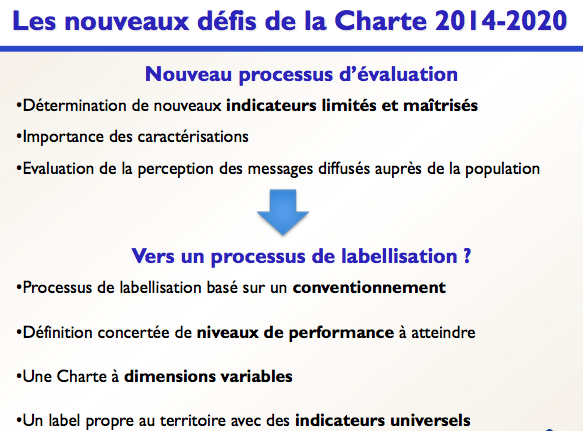 Les nouveaux défis de la Charte 2014-2020
Nouveau processus d'évaluation
•Détermination de nouveaux indicateurs limités et maîtrisés
•Importance des caractérisations
•Evaluation de la perception des messages diffusés auprès de la population
Vers un processus de labellisation ?
•Processus de labellisation basé sur un conventionnement
•Définition concertée de niveaux de performance à atteindre
•Une Charte à dimensions variables
•Un label propre au territoire avec des indicateurs universels